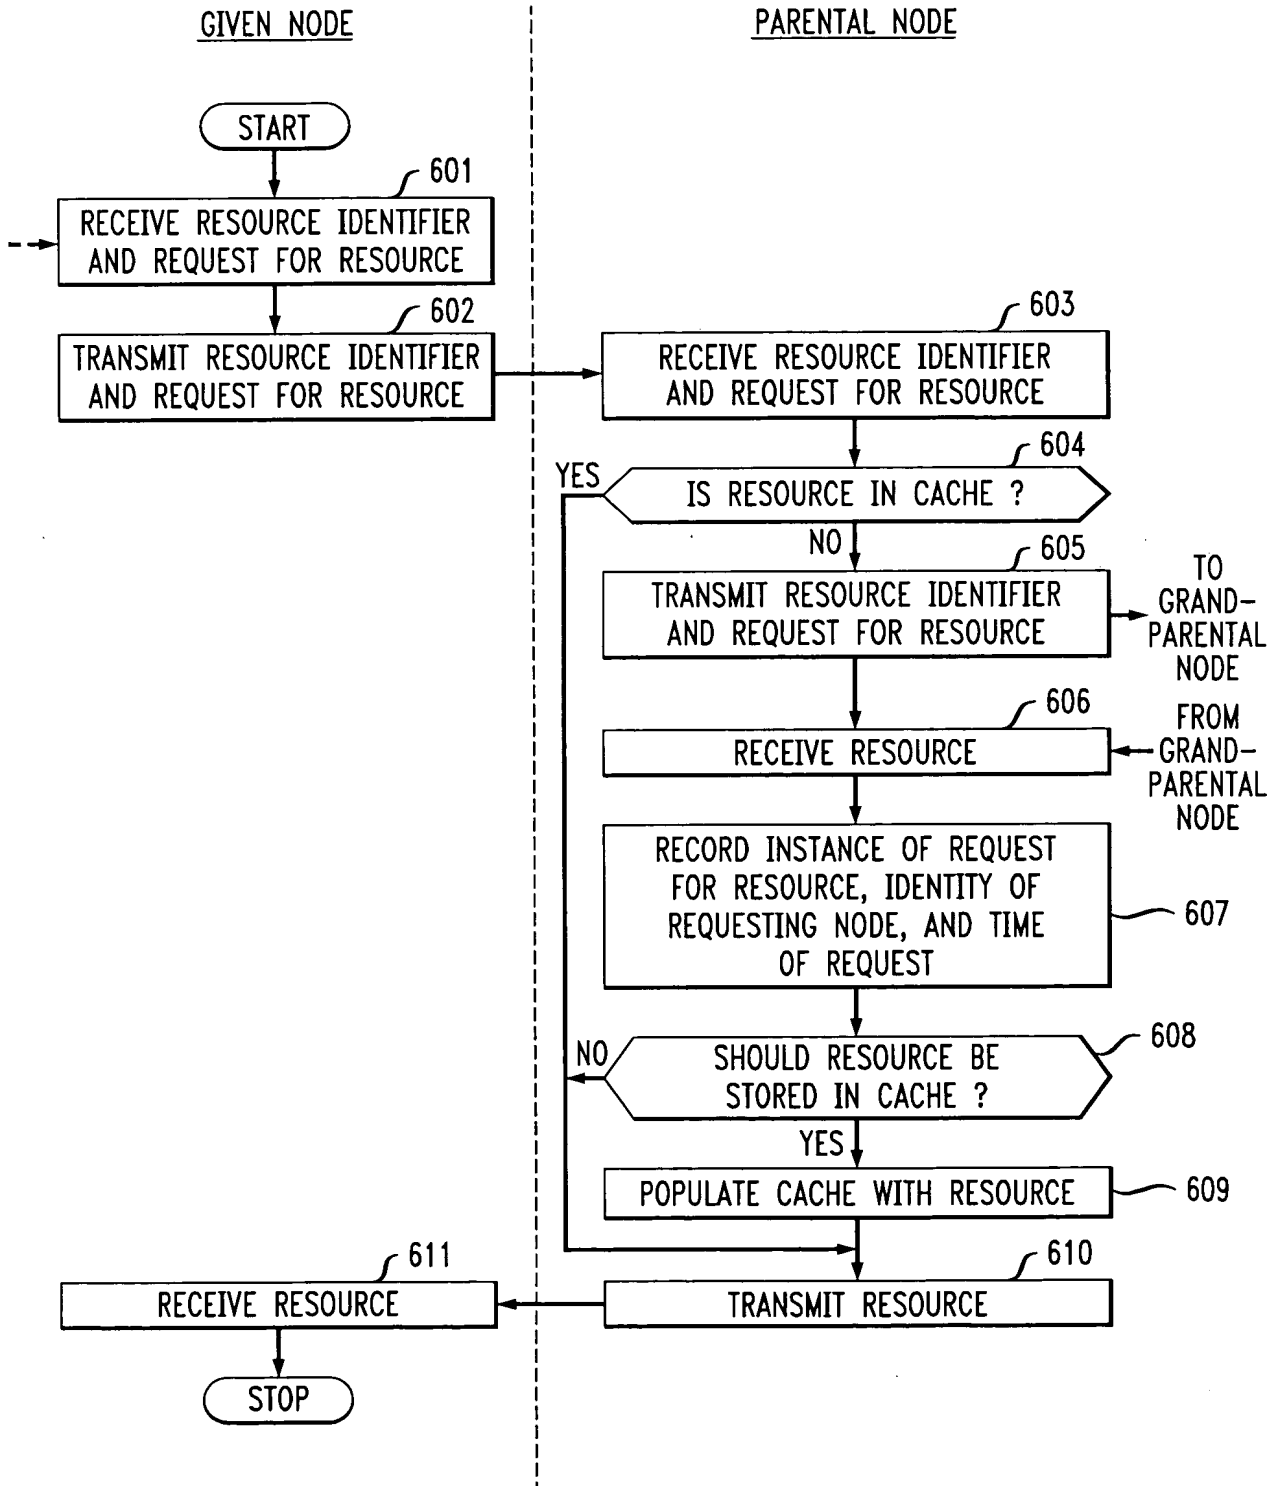 GIVEN NODE
PARENTAL NODE
START
601
RECEIVE RESOURCE IDENTIFIER
AND REQUEST FOR RESOURCE
602
TRANSMIT RESOURCE IDENTIFIER
AND REQUEST FOR RESOURCE
603
RECEIVE RESOURCE IDENTIFIER
AND REQUEST FOR RESOURCE
604
YES
IS RESOURCE IN CACHE ?
NO
605
TRANSMIT RESOURCE IDENTIFIER
AND REQUEST FOR RESOURCE
TO
GRAND-
PARENTAL
NODE
606
RECEIVE RESOURCE
FROM
GRAND-
PARENTAL
NODE
RECORD INSTANCE OF REQUEST
FOR RESOURCE, IDENTITY OF
REQUESTING NODE, AND TIME
OF REQUEST
607
608
NO
SHOULD RESOURCE BE
STORED IN CACHE ?
YES
POPULATE CACHE WITH RESOURCE
609
610
TRANSMIT RESOURCE
611
RECEIVE RESOURCE
STOP